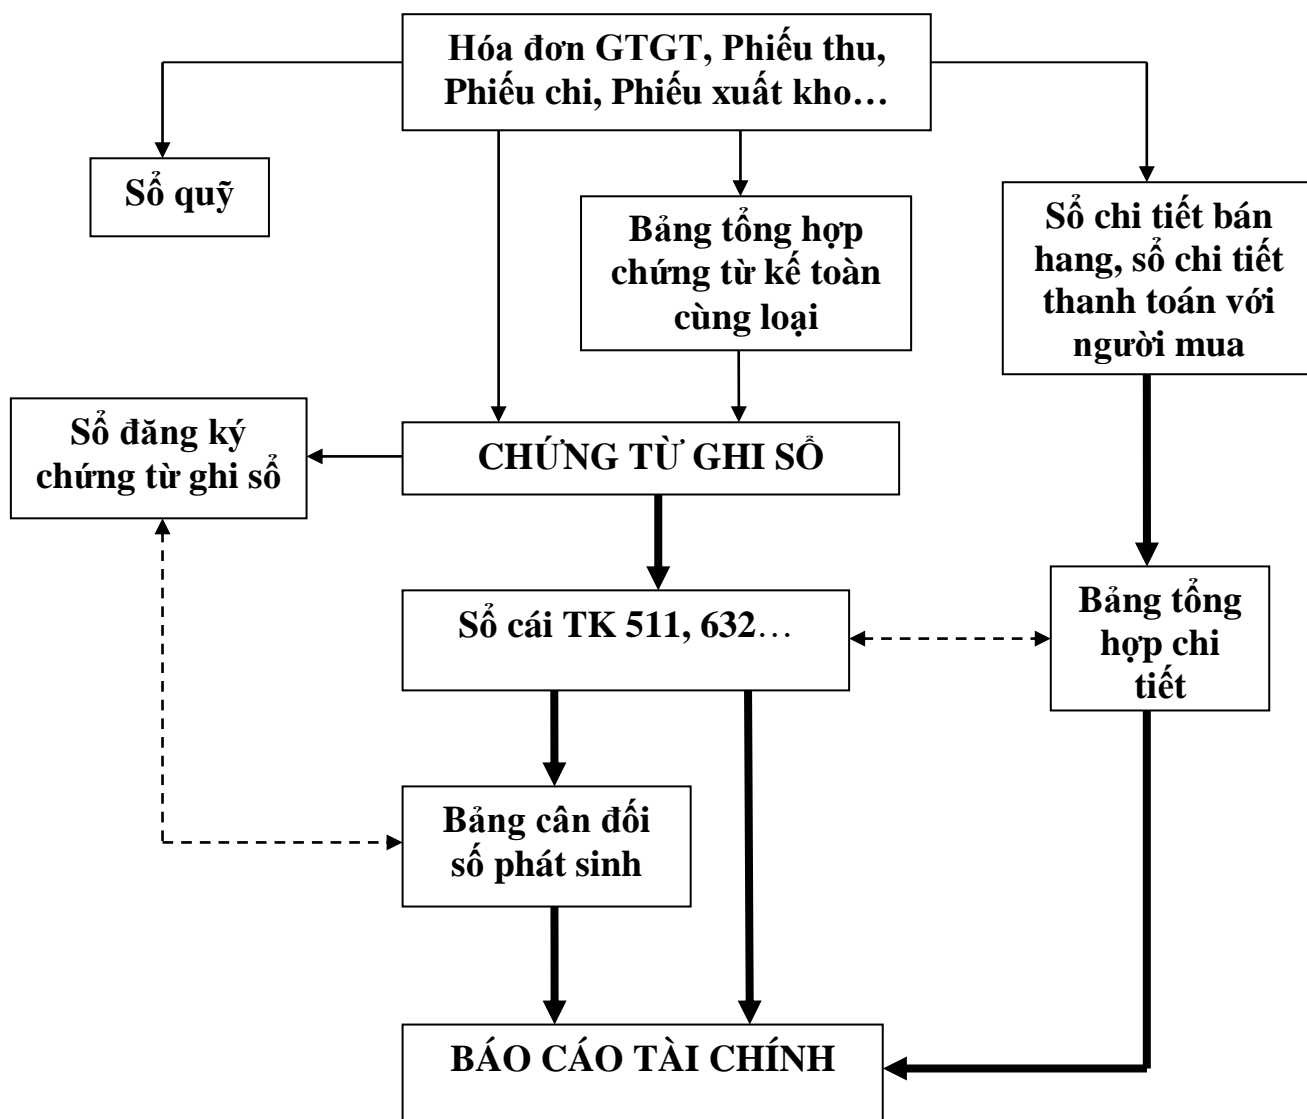 Hóa đơn GTGT, Phiếu thu,
Phiếu chi, Phiếu xuất kho…
Sổ quỹ
Bảng tổng hợp
chứng từ kế toàn
cùng loại
Sổ chi tiết bán
hang, sổ chi tiết
thanh toán với
người mua
Sổ đăng ký
chứng từ ghi sổ
CHỨNG TỪ GHI SỔ
Sổ cái TK 511, 632…
Bảng tổng
hợp chi
tiết
Bảng cân đối
số phát sinh
BÁO CÁO TÀI CHÍNH